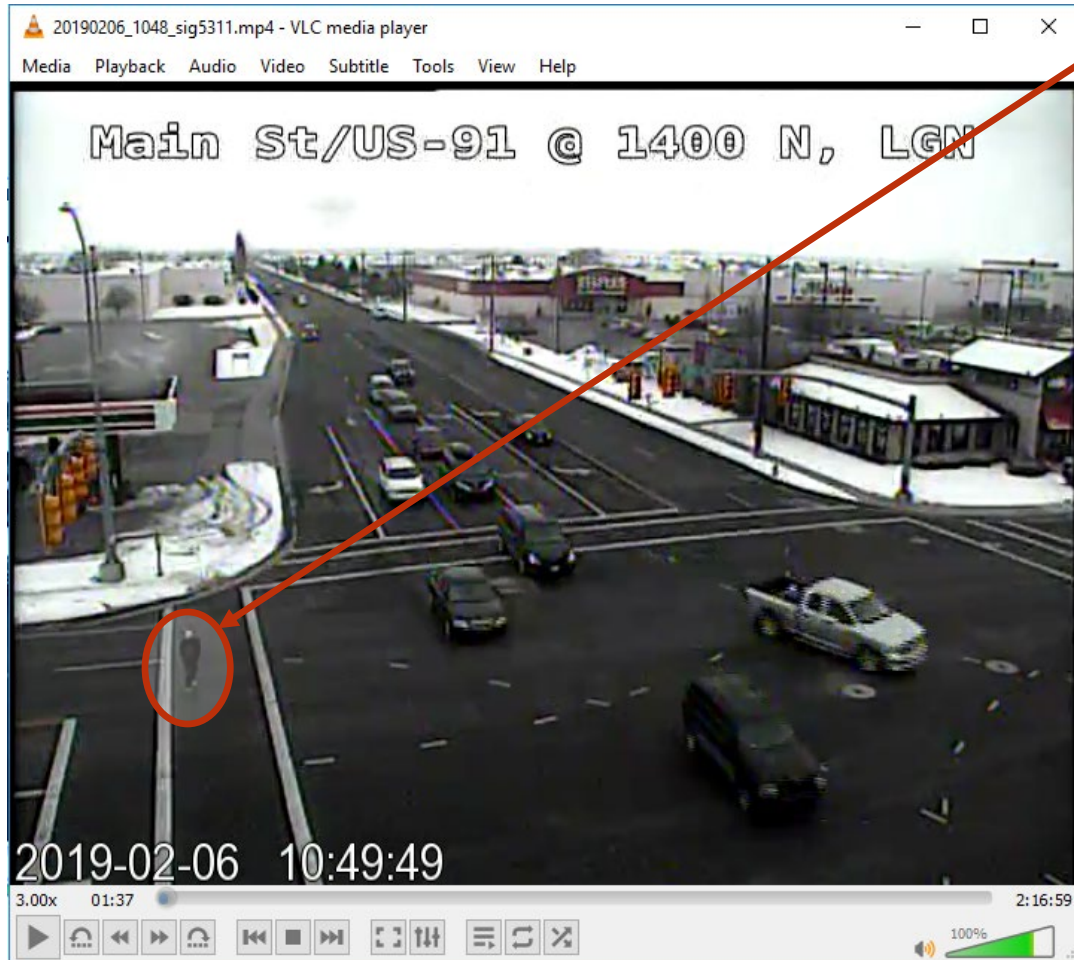 20190206_1048_sig5311.mp4 - VLC media player
Media Playback Audio Video Subtitle Tools View Help
Main St/US-91 @ 1400 N, LGN
STAPLES
2019-02-06 10:49:49
3.00x 01:37 2:16:59
100%